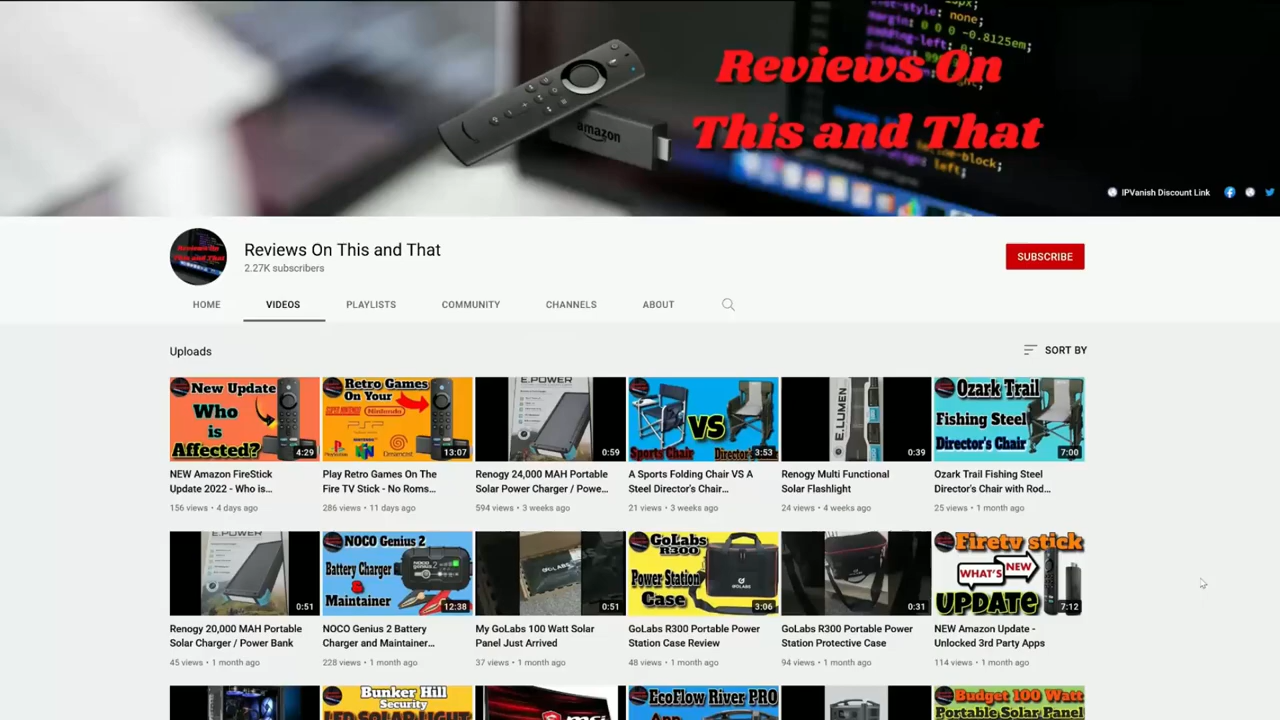 Reviews On
This and That
amazon
IPVanish Discount Link
Reviews On This and That
2.27K subscribers
SUBSCRIBE
HOME
VIDEOS
PLAYLISTS
COMMUNITY
CHANNELS
ABOUT
Uploads
SORT BY
New Update
Who
is
Affected?
4:29
Retro Games
On Your
Nintendo
Dreamcast
13:07
E.POWER
0:59
VS
Sports Chair
Director's Chair
3:53
E.LUMEN
0:39
Ozark Trail
Fishing Steel
Director's Chair
7:00
NEW Amazon FireStick
Update 2022 - Who is...
156 views • 4 days ago
Play Retro Games On The
Fire TV Stick - No Roms...
286 views • 11 days ago
Renogy 24,000 MAH Portable
Solar Power Charger / Powe...
594 views • 3 weeks ago
A Sports Folding Chair VS A
Steel Director's Chair...
21 views • 3 weeks ago
Renogy Multi Functional
Solar Flashlight
24 views • 4 weeks ago
Ozark Trail Fishing Steel
Director's Chair with Rod...
25 views • 1 month ago
E.POWER
0:51
NOCO Genius 2
Battery Charger
&
Maintainer
12:38
GOLABS
0:51
GoLabs
R300
Power Station
Case
3:06
0:31
Firetv stick
WHAT'S
NEW
UPDATE
7:12
Renogy 20,000 MAH Portable
Solar Charger / Power Bank
45 views • 1 month ago
NOCO Genius 2 Battery
Charger and Maintainer...
228 views • 1 month ago
My GoLabs 100 Watt Solar
Panel Just Arrived
37 views • 1 month ago
GoLabs R300 Portable Power
Station Case Review
48 views • 1 month ago
GoLabs R300 Portable Power
Station Protective Case
94 views • 1 month ago
NEW Amazon Update -
Unlocked 3rd Party Apps
114 views • 1 month ago
Bunker Hill
Security
LED SOLAR LIGHT
EcoFlow River PRO
Budget 100 Watt
Portable Solar Panel